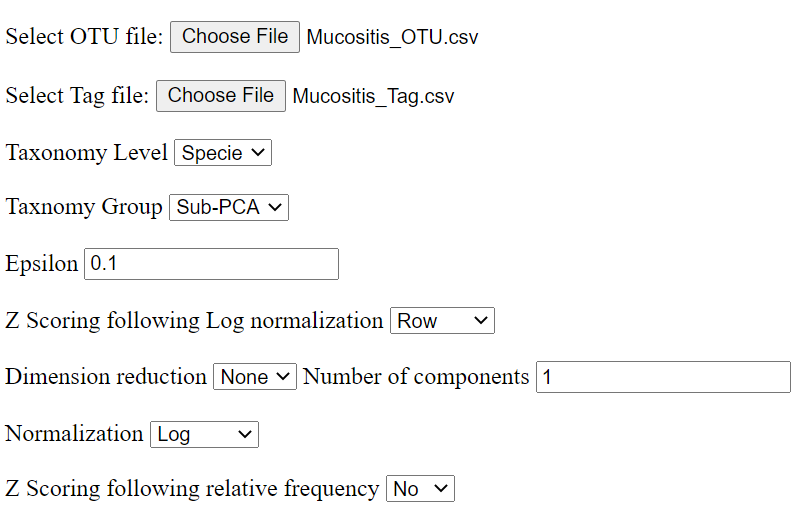 Select OTU file: Choose File Mucositis_OTU.csv
Select Tag file: Choose File Mucositis_Tag.csv
Taxonomy Level Specie
Taxnomy Group Sub-PCA
Epsilon 0.1
Z Scoring following Log normalization Row
Dimension reduction None Number of components 1
Normalization Log
Z Scoring following relative frequency No